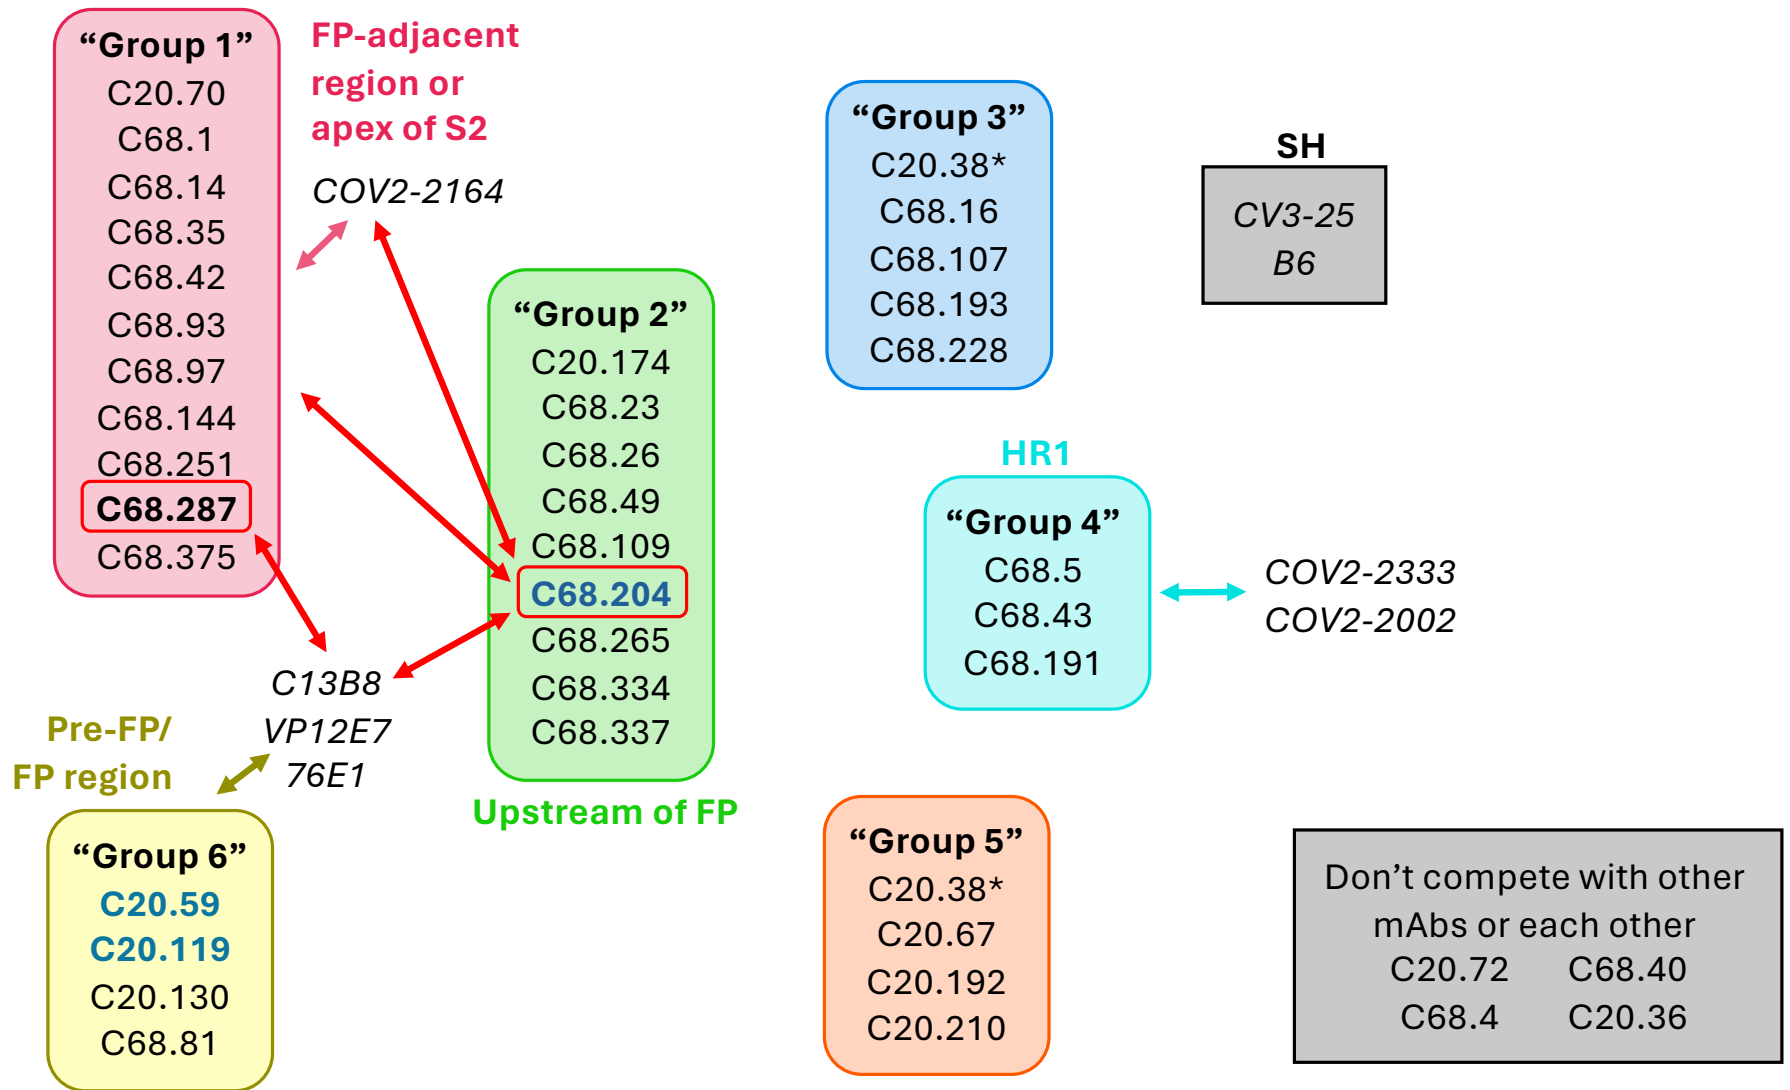 “Group 1”
C20.70
C68.1
C68.14
C68.35
C68.42
C68.93
C68.97
C68.144
C68.251
C68.287
C68.375
FP-adjacent
region or
apex of S2
COV2-2164
“Group 2”
C20.174
C68.23
C68.26
C68.49
C68.109
C68.204
C68.265
C68.334
C68.337
Upstream of FP
C13B8
VP12E7
76E1
Pre-FP/
FP region
“Group 6”
C20.59
C20.119
C20.130
C68.81
“Group 3”
C20.38*
C68.16
C68.107
C68.193
C68.228
SH
CV3-25
B6
HR1
“Group 4”
C68.5
C68.43
C68.191
COV2-2333
COV2-2002
“Group 5”
C20.38*
C20.67
C20.192
C20.210
Don’t compete with other
mAbs or each other
C20.72 C68.40
C68.4 C20.36